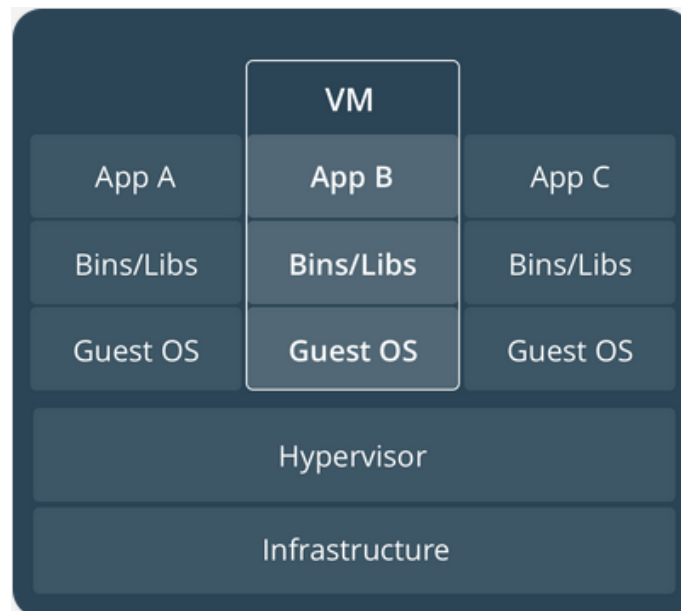 VM
App A App B App C
Bins/Libs Bins/Libs Bins/Libs
Guest OS Guest OS Guest OS
Hypervisor
Infrastructure